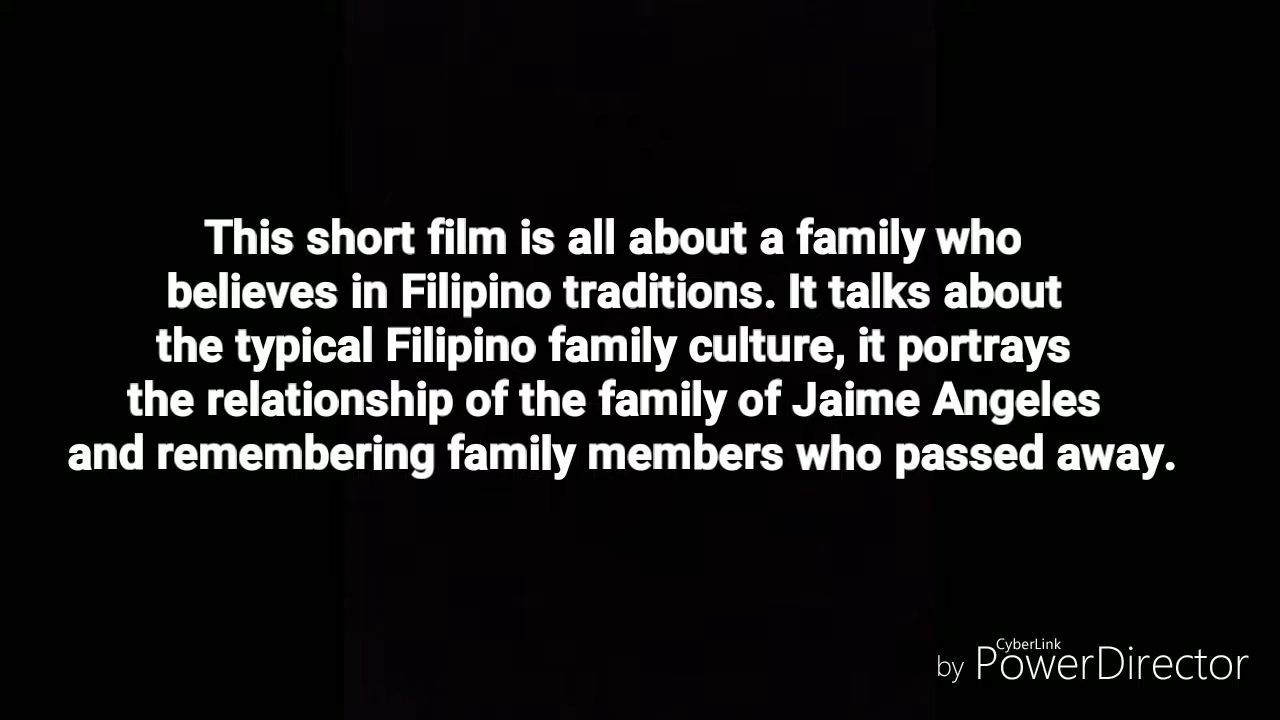 This short film is all about a family who
believes in Filipino traditions. It talks about
the typical Filipino family culture, it portrays
the relationship of the family of Jaime Angeles
and remembering family members who passed away.
CyberLink
by PowerDirector